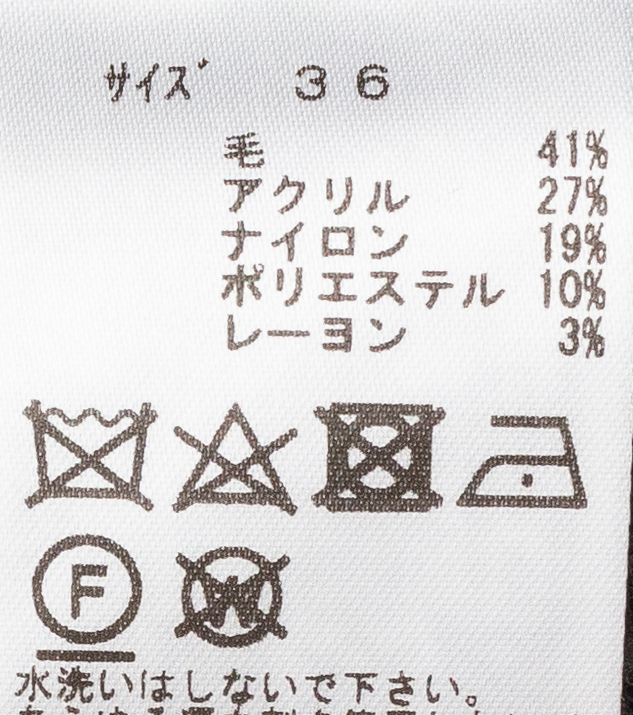 サイズ 36
毛 41%
アクリル 27%
ナイロン 19%
ポリエステル 10%
レーヨン 3%
F W
水洗いはしないで下さい。